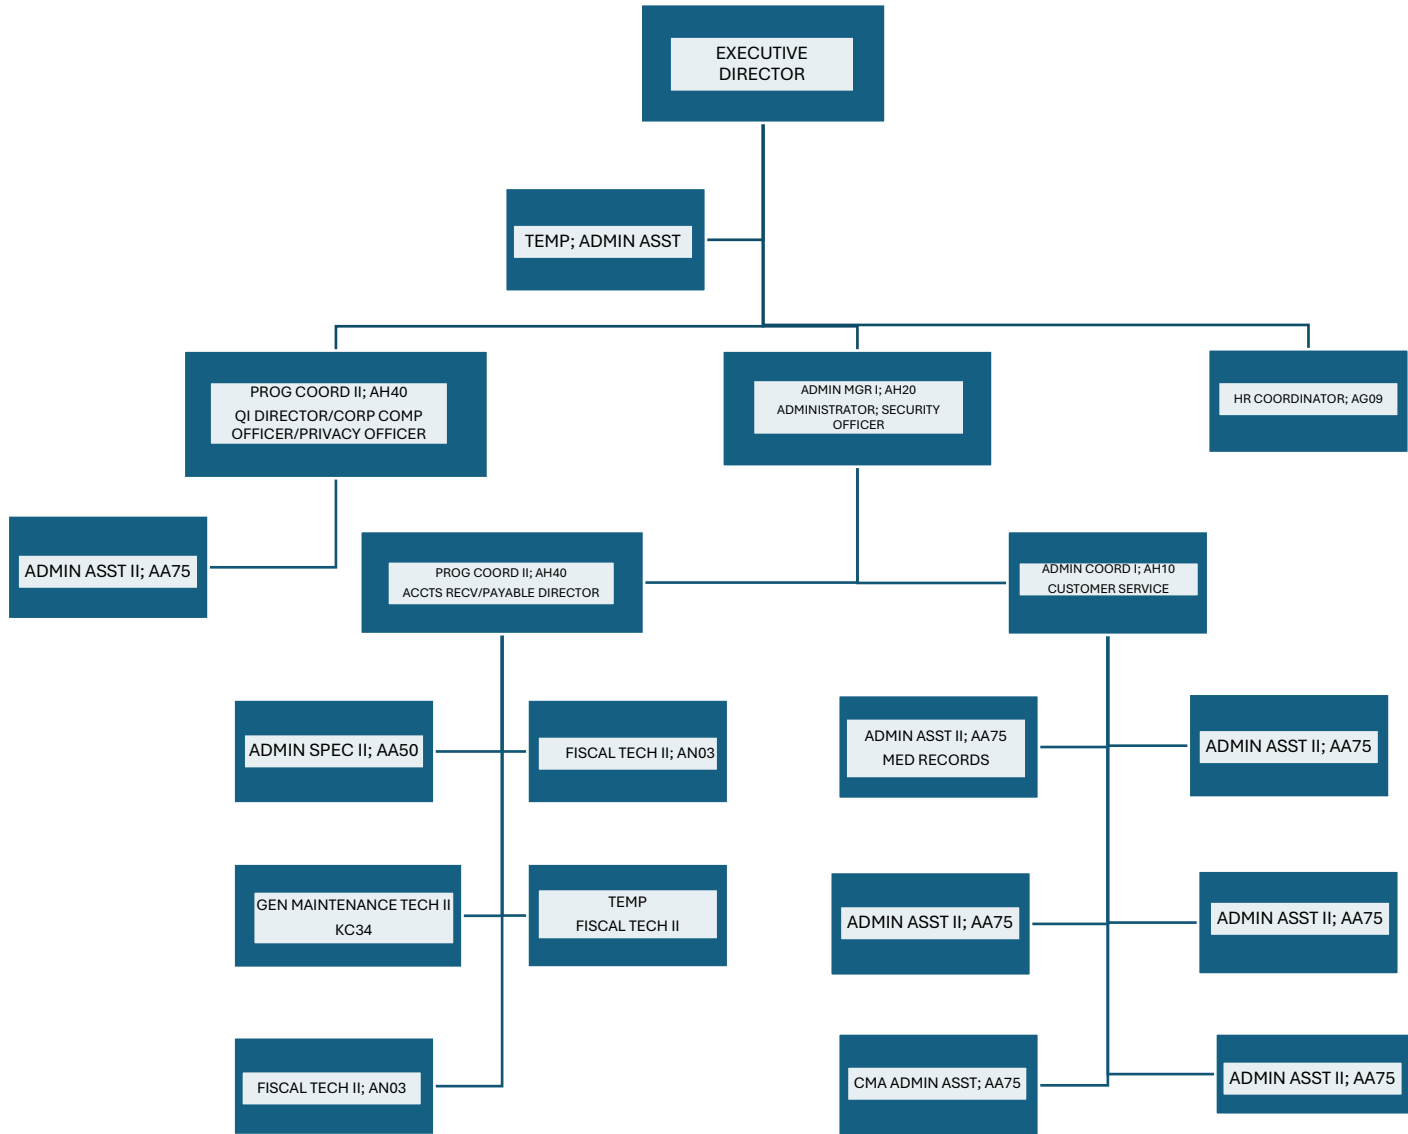 EXECUTIVE
DIRECTOR
TEMP; ADMIN ASST
PROG COORD II; AH40
QI DIRECTOR/CORP COMP
OFFICER/PRIVACY OFFICER
ADMIN MGR I; AH20
ADMINISTRATOR; SECURITY
OFFICER
HR COORDINATOR; AG09
ADMIN ASST II; AA75
PROG COORD II; AH40
ACCTS RECV/PAYABLE DIRECTOR
ADMIN COORD I; AH10
CUSTOMER SERVICE
ADMIN SPEC II; AA50
FISCAL TECH II; AN03
ADMIN ASST II; AA75
MED RECORDS
ADMIN ASST II; AA75
GEN MAINTENANCE TECH II
KC34
TEMP
FISCAL TECH II
ADMIN ASST II; AA75
ADMIN ASST II; AA75
FISCAL TECH II; AN03
CMA ADMIN ASST; AA75
ADMIN ASST II; AA75